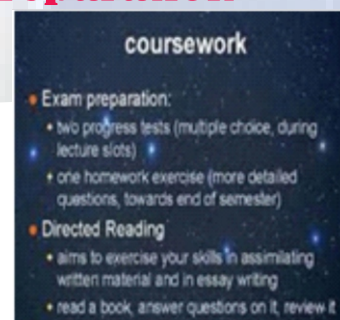 coursework
Exam preparation:
two progress tests (multiple choice, during
lecture slots)
one homework exercise (more detailed
questions, towards end of semester)
Directed Reading
aims to exercise your skills in assimilating
written material and in essay writing
read a book, answer questions on it, review it